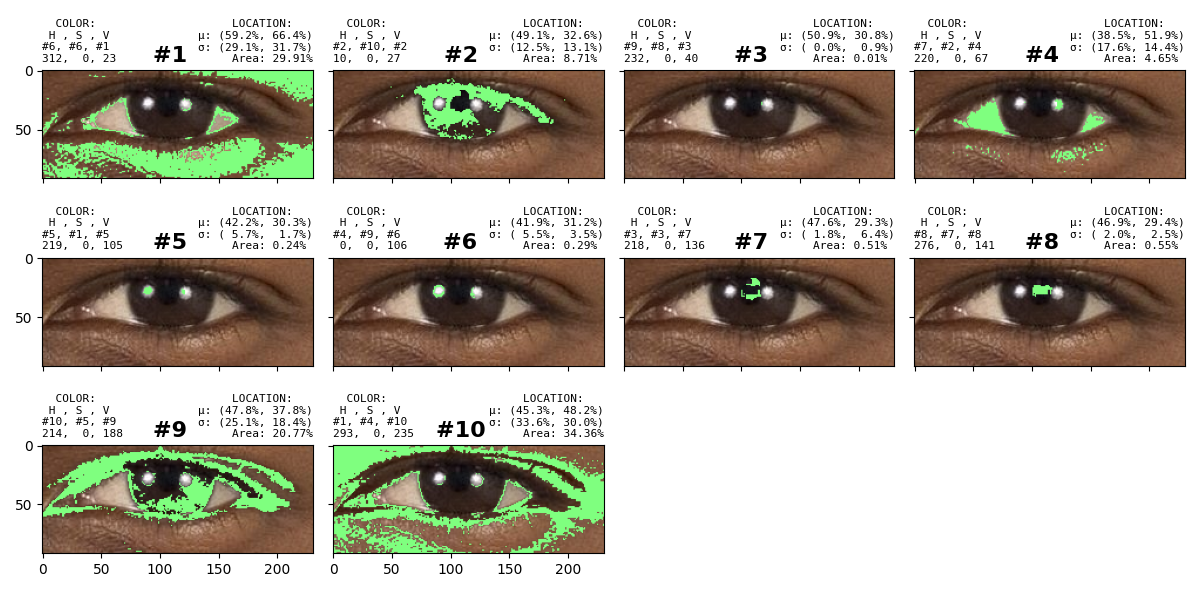 COLOR: LOCATION:
H , S , V μ: (59.2%, 66.4%)
#6, #6, #1 #1 σ: (29.1%, 31.7%)
312, 0, 23 Area: 29.91%
COLOR: LOCATION:
H , S , V μ: (49.1%, 32.6%)
#2, #10, #2 #2 σ: (12.5%, 13.1%)
10, 0, 27 Area: 8.71%
COLOR: LOCATION:
H , S , V μ: (50.9%, 30.8%)
#9, #8, #3 #3 σ: ( 0.0%, 0.9%)
232, 0, 40 Area: 0.01%
COLOR: LOCATION:
H , S , V μ: (38.5%, 51.9%)
#7, #2, #4 #4 σ: (17.6%, 14.4%)
220, 0, 67 Area: 4.65%
0
50
COLOR: LOCATION:
H , S , V μ: (42.2%, 30.3%)
#5, #1, #5 #5 σ: ( 5.7%, 1.7%)
219, 0, 105 Area: 0.24%
COLOR: LOCATION:
H , S , V μ: (41.9%, 31.2%)
#4, #9, #6 #6 σ: ( 5.5%, 3.5%)
0, 0, 106 Area: 0.29%
COLOR: LOCATION:
H , S , V μ: (47.6%, 29.3%)
#3, #3, #7 #7 σ: ( 1.8%, 6.4%)
218, 0, 136 Area: 0.51%
COLOR: LOCATION:
H , S , V μ: (46.9%, 29.4%)
#8, #7, #8 #8 σ: ( 2.0%, 2.5%)
276, 0, 141 Area: 0.55%
0
50
COLOR: LOCATION:
H , S , V μ: (47.8%, 37.8%)
#10, #5, #9 #9 σ: (25.1%, 18.4%)
214, 0, 188 Area: 20.77%
COLOR: LOCATION:
H , S , V μ: (45.3%, 48.2%)
#1, #4, #10 #10 σ: (33.6%, 30.0%)
293, 0, 235 Area: 34.36%
0
50
0 50 100 150 200
0 50 100 150 200